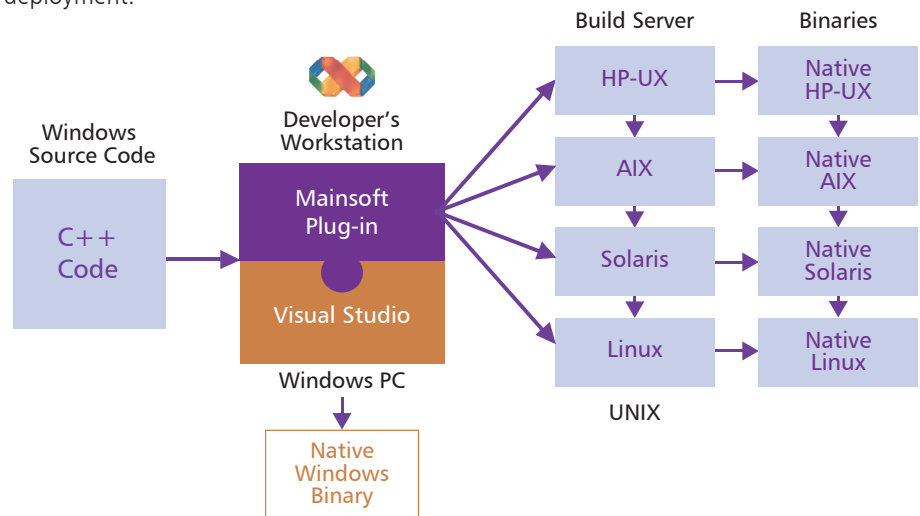 deployment.
Build Server
Binaries
HP-UX
Native
HP-UX
Developer's
Workstation
Windows
Source Code
AIX
Native
AIX
Mainsoft
Plug-in
C++
Code
Solaris
Native
Solaris
Visual Studio
Linux
Native
Linux
Windows PC
UNIX
Native
Windows
Binary